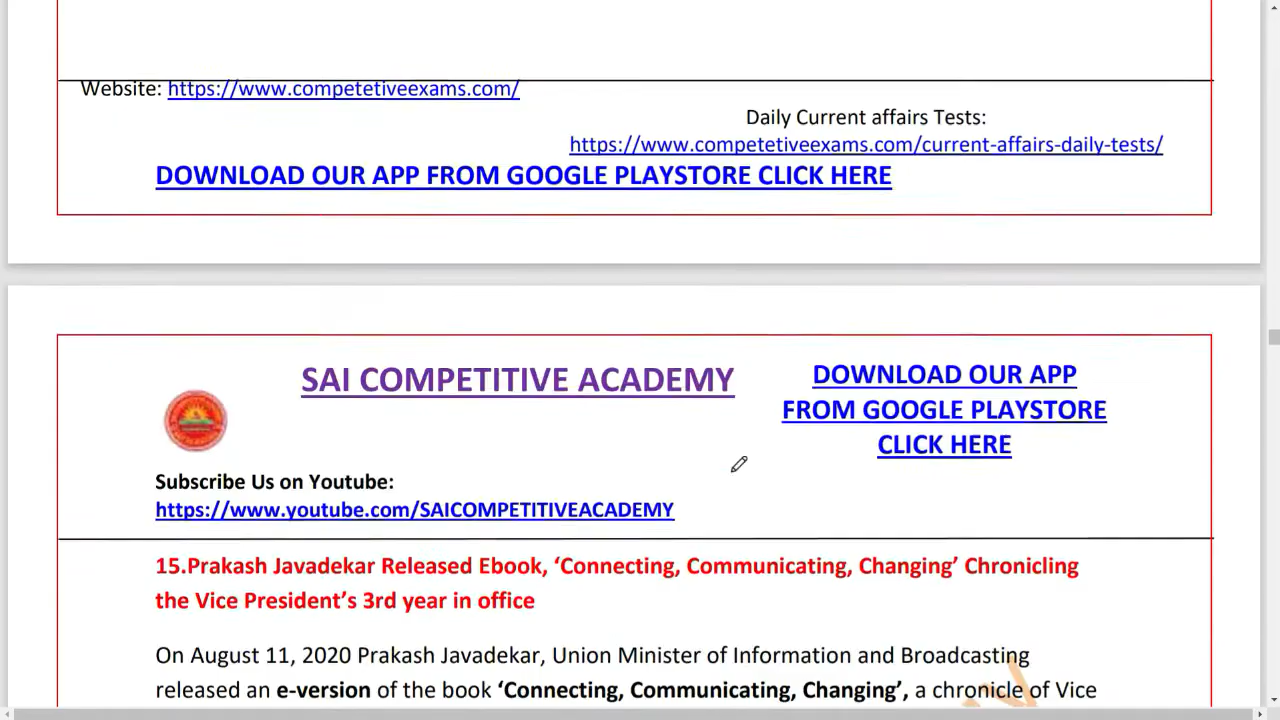 Website: https://www.competetiveexams.com/
Daily Current affairs Tests:
https://www.competetiveexams.com/current-affairs-daily-tests/
DOWNLOAD OUR APP FROM GOOGLE PLAYSTORE CLICK HERE
SAI COMPETITIVE ACADEMY
DOWNLOAD OUR APP
FROM GOOGLE PLAYSTORE
CLICK HERE
Subscribe Us on Youtube:
https://www.youtube.com/SAICOMPETITIVEACADEMY
15.Prakash Javadekar Released Ebook, ‘Connecting, Communicating, Changing’ Chronicling
the Vice President’s 3rd year in office
On August 11, 2020 Prakash Javadekar, Union Minister of Information and Broadcasting
released an e-version of the book ‘Connecting, Communicating, Changing’, a chronicle of Vice